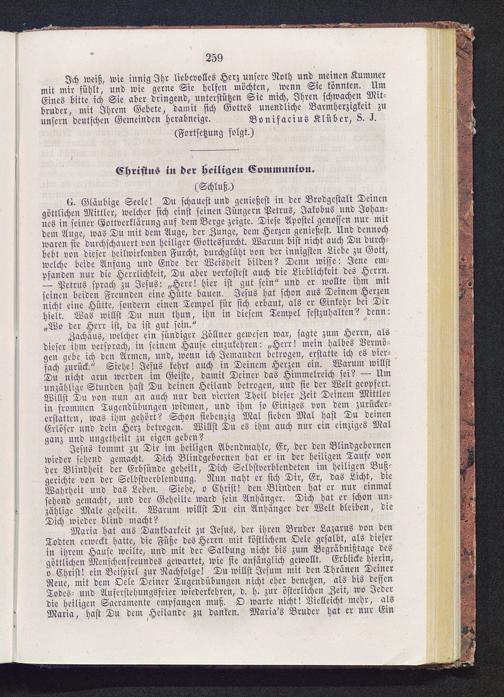 259
Ich weiß, wie innig Ihr liebevolles Herz unsere Noth und meinen Kummer
mit mir fühlt, und wie gerne Sie helfen möchten, wenn Sie könnten. Um
Eines bitte ich Sie aber dringend, unterstützen Sie mich, Ihren schwachen Mit-
bruder, mit Ihrem Gebete, damit sich Gottes unendliche Barmherzigkeit zu
unsern deutschen Gemeinden herabneige. Bonifacius Klüber, S. J.
(Fortsetzung folgt.)
Christus in der heiligen Communion.
(Schluß.)
G. Gläubige Seele! Du schauest und genießest in der Brodgestalt Deinen
göttlichen Mittler, welcher sich einst seinen Jüngern Petrus, Jakobus und Johan-
nes in seiner Gottverklärung auf dem Berge zeigte. Diese Apostel genossen nur mit
dem Auge, was Du mit dem Auge, der Zunge, dem Herzen genießest. Und dennoch
waren sie durchschauert von heiliger Gottesfurcht. Warum bist nicht auch Du durch-
bebt von dieser heilwirkenden Furcht, durchglüht von der innigsten Liebe zu Gott,
welche beide Anfang und Ende der Weisheit bilden? Denn wisse: Jene em-
pfanden nur die Herrlichkeit, Du aber verkostest auch die Lieblichkeit des Herrn.
— Petrus sprach zu Jesus: „Herr! hier ist gut sein“ und er wollte ihm mit
seinen beiden Freunden eine Hütte bauen. Jesus hat schon aus Deinem Herzen
nicht eine Hütte, sondern einen Tempel für sich erbaut, als er Einkehr bei Dir
hielt. Was willst Du nun thun, ihn in diesem Tempel festzuhalten? denn:
„Wo der Herr ist, da ist gut sein.“
Zachäus, welcher ein sündiger Zöllner gewesen war, sagte zum Herrn, als
dieser ihm versprach, in seinem Hause einzukehren: „Herr! mein halbes Vermö-
gen gebe ich den Armen, und, wenn ich Jemanden betrogen, erstatte ich es vier-
fach zurück.“ Siehe! Jesus kehrt auch in Deinem Herzen ein. Warum willst
Du nicht arm werden im Geiste, damit Deiner das Himmelreich sei? — Um
unzählige Stunden hast Du Deinen Heiland betrogen, und sie der Welt geopfert.
Willst Du von nun an auch nur den vierten Theil dieser Zeit Deinem Mittler
in frommen Tugendübungen widmen, und ihm so Einiges von dem zurücker-
erstatten, was ihm gehört? Schon siebenzig Mal sieben Mal hast Du deinen
Erlöser und dein Herz betrogen. Willst Du es ihm auch nur ein einziges Mal
ganz und ungetheilt zu eigen geben?
Jesus kommt zu Dir im heiligen Abendmahle, Er, der den Blindgebornen
wieder sehend gemacht. Dich Blindgebornen hat er in der heiligen Taufe von
der Blindheit der Erbsünde geheilt, Dich Selbstverblendeten im heiligen Buß-
gerichte von der Selbstverblendung. Nun naht er sich Dir, Er, das Licht, die
Wahrheit und das Leben. Siehe, o Christ! den Blinden hat er nur einmal
sehend gemacht, und der Geheilte ward sein Anhänger. Dich hat er schon un-
zählige Male geheilt. Warum willst Du ein Anhänger der Welt bleiben, die
Dich wieder blind macht?
Maria hat aus Dankbarkeit zu Jesus, der ihren Bruder Lazarus von den
Todten erweckt hatte, die Füße des Herrn mit köstlichem Oele gesalbt, als dieser
in ihrem Hause weilte, und mit der Salbung nicht bis zum Begräbnißtage des
göttlichen Menschenfreundes gewartet, wie sie anfänglich gewollt. Erblicke hierin,
o Christ! ein Beispiel zur Nachfolge! Du willst Jesum mit den Thränen Deiner
Reue, mit dem Oele Deiner Tugendübungen nicht eher benetzen, als bis dessen
Todes- und Auferstehungsfeier wiederkehren, d. h. zur österlichen Zeit, wo Jeder
die heiligen Sacramente empfangen muß. O warte nicht! Vielleicht mehr, als
Maria, hast Du dem Heilande zu danken. Maria's Bruder hat er nur Ein